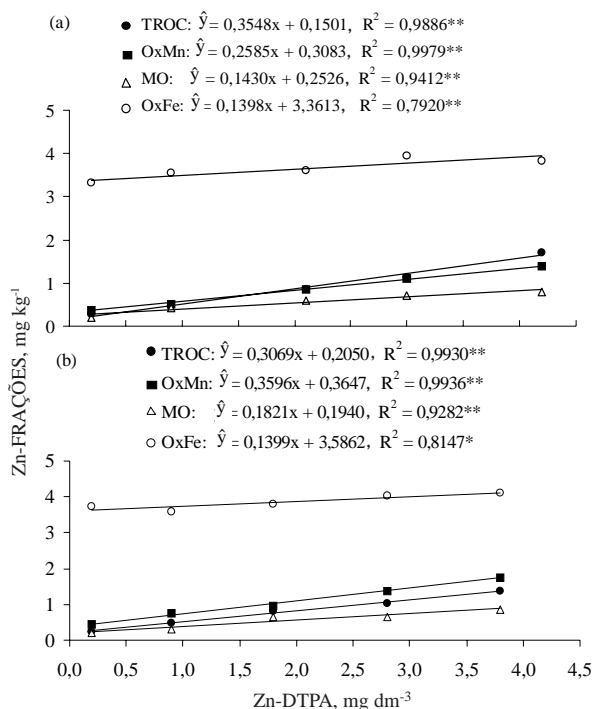 (a)
● TROC: ŷ = 0,3548x + 0,1501, R² = 0,9886**
■ OxMn: ŷ = 0,2585x + 0,3083, R² = 0,9979**
△ MO: ŷ = 0,1430x + 0,2526, R² = 0,9412**
○ OxFe: ŷ = 0,1398x + 3,3613, R² = 0,7920**
5
4
3
2
1
0
Zn-FRAÇÕES, mg kg⁻¹
(b)
● TROC: ŷ = 0,3069x + 0,2050, R² = 0,9930**
■ OxMn: ŷ = 0,3596x + 0,3647, R² = 0,9936**
△ MO: ŷ = 0,1821x + 0,1940, R² = 0,9282**
○ OxFe: ŷ = 0,1399x + 3,5862, R² = 0,8147*
5
4
3
2
1
0
0,0 0,5 1,0 1,5 2,0 2,5 3,0 3,5 4,0 4,5
Zn-DTPA, mg dm⁻³